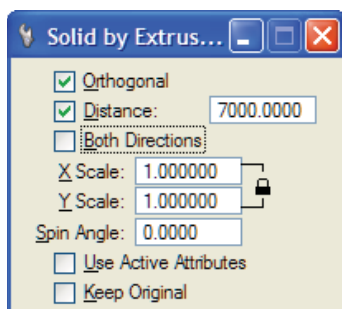 Solid by Extrus...
Orthogonal
Distance: 7000.0000
Both Directions
X Scale: 1.000000
Y Scale: 1.000000
Spin Angle: 0.0000
Use Active Attributes
Keep Original